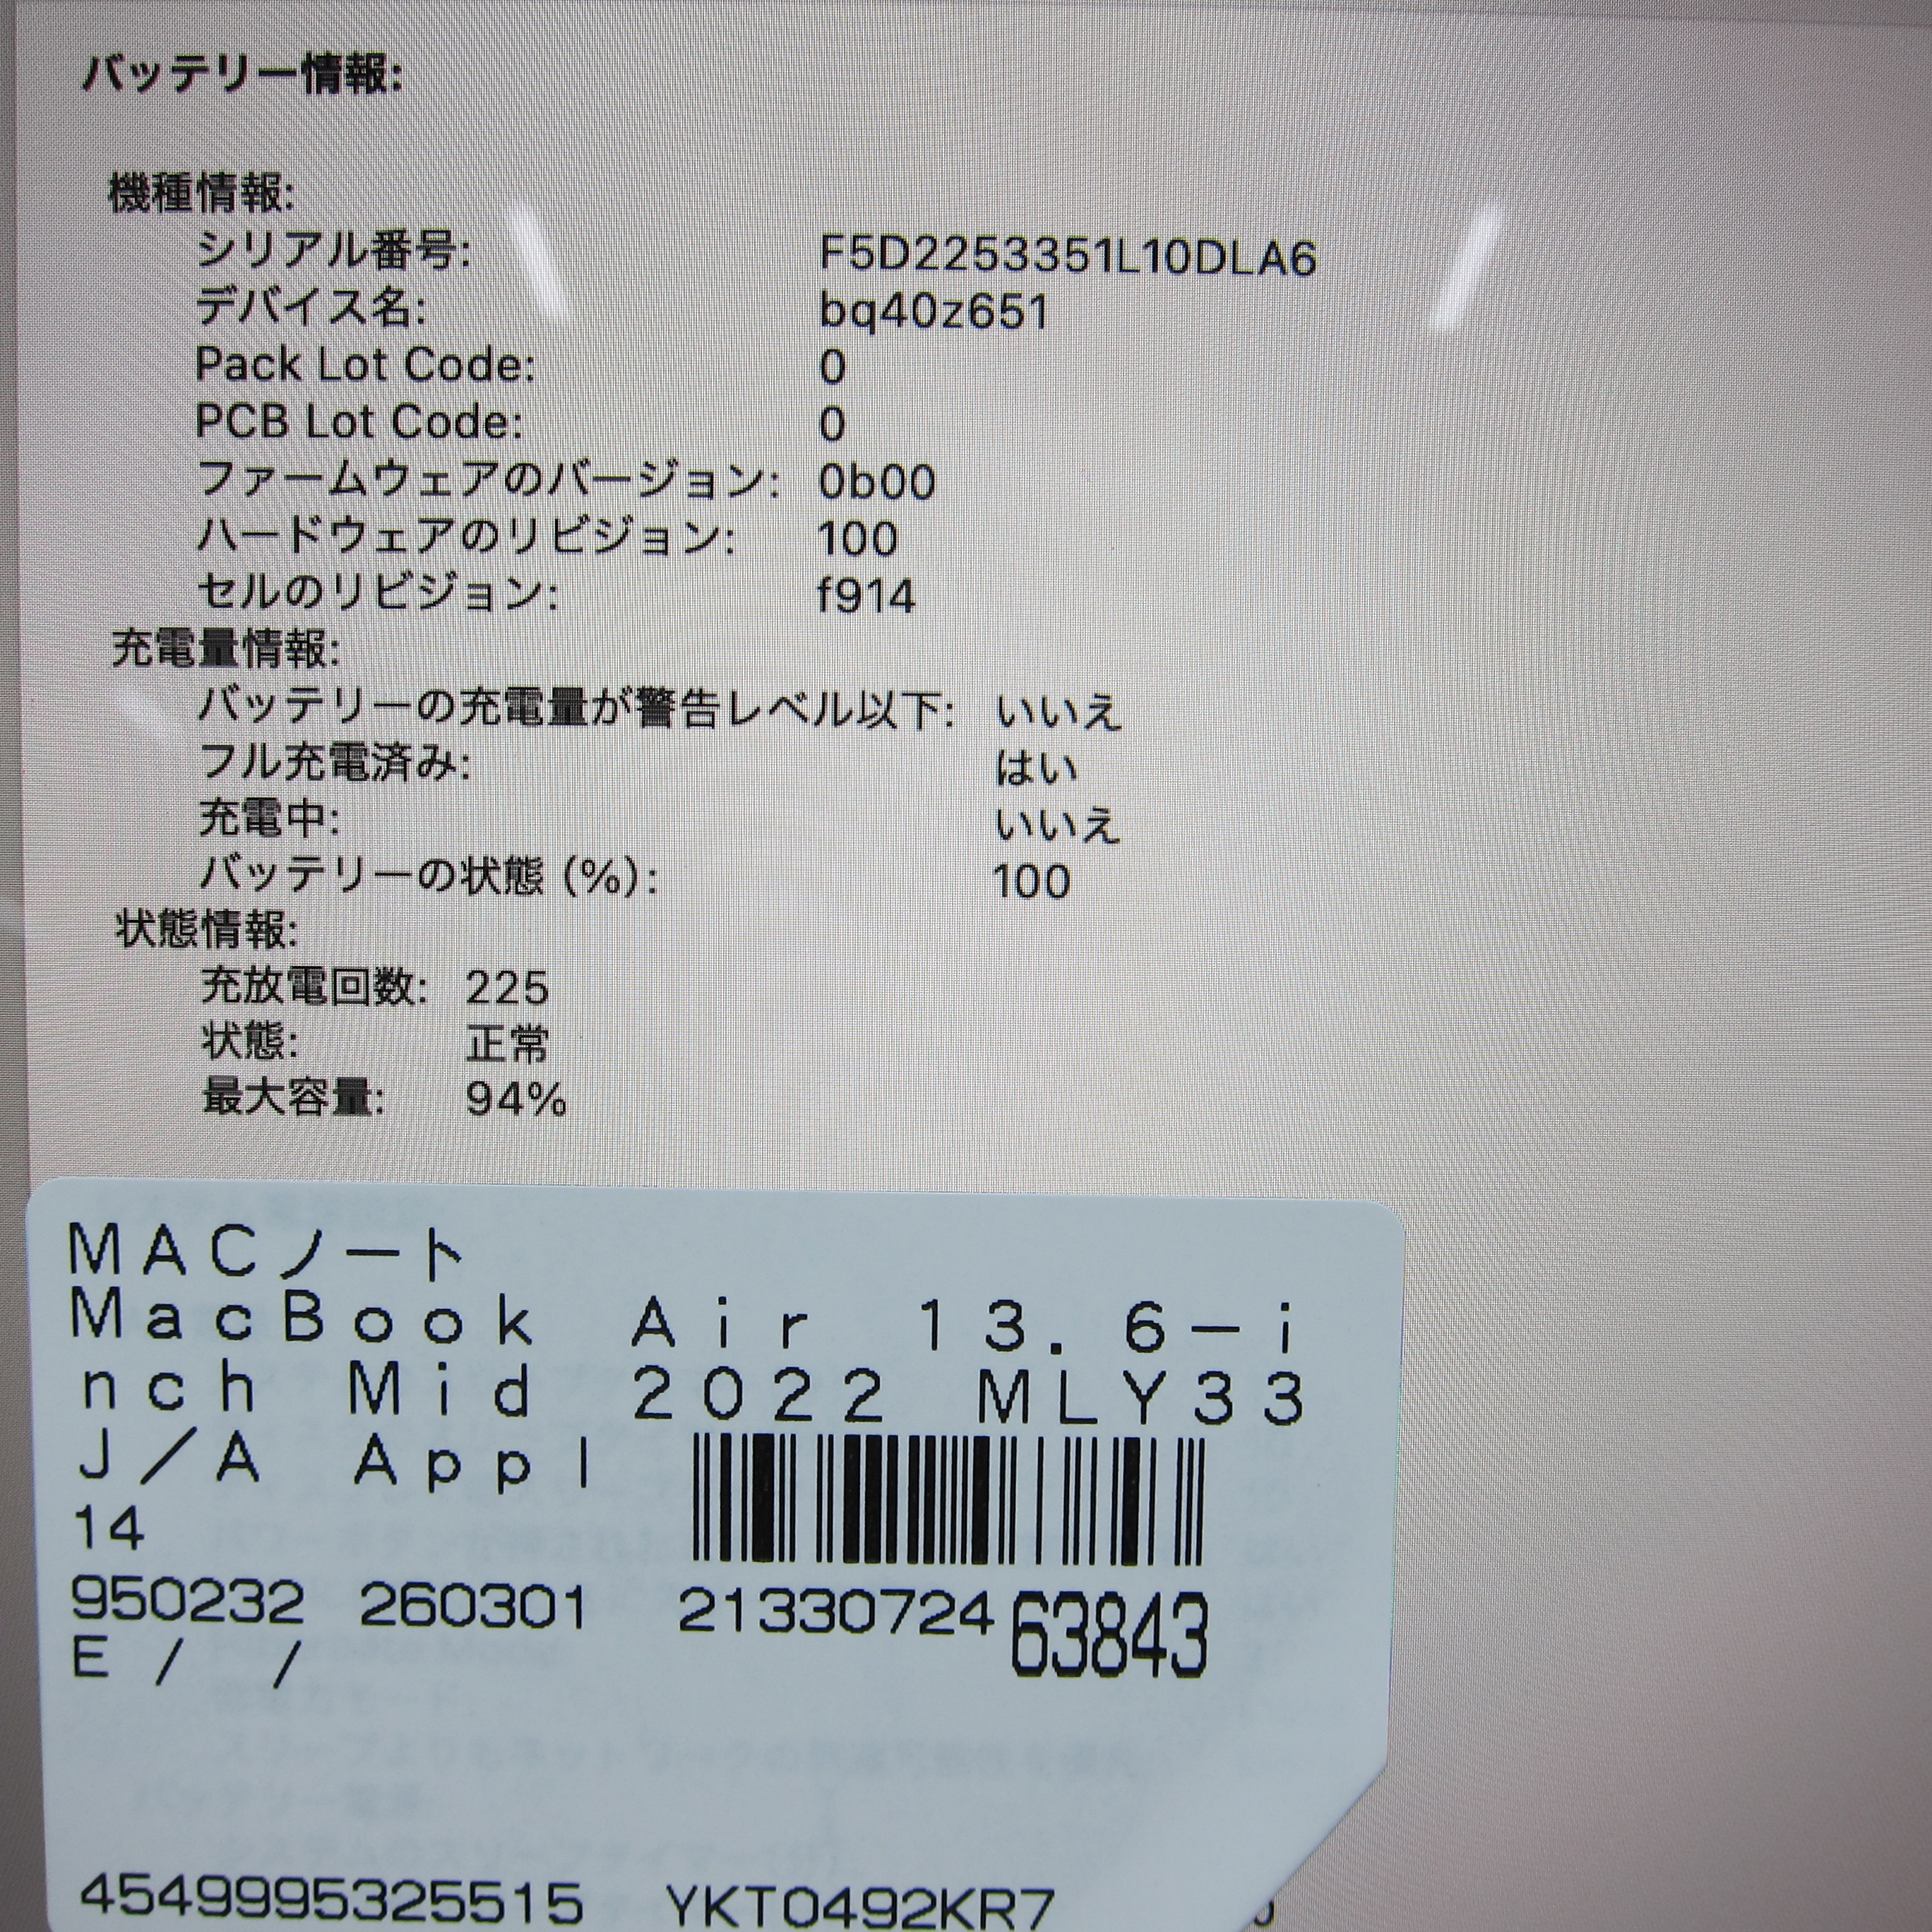 バッテリー情報:
機種情報:
シリアル番号: F5D2253351L10DLA6
デバイス名: bq40z651
Pack Lot Code: 0
PCB Lot Code: 0
ファームウェアのバージョン: 0b00
ハードウェアのリビジョン: 100
セルのリビジョン: f914
充電量情報:
バッテリーの充電量が警告レベル以下: いいえ
フル充電済み: はい
充電中: いいえ
バッテリーの状態 (%): 100
状態情報:
充放電回数: 225
状態: 正常
最大容量: 94%
MACノート
MacBook Air 13.6-i
nch Mid 2022 MLY33
J/A Appl
14
950232 260301 21330724 63843
E / /
4549995325515 YKT0492KR7